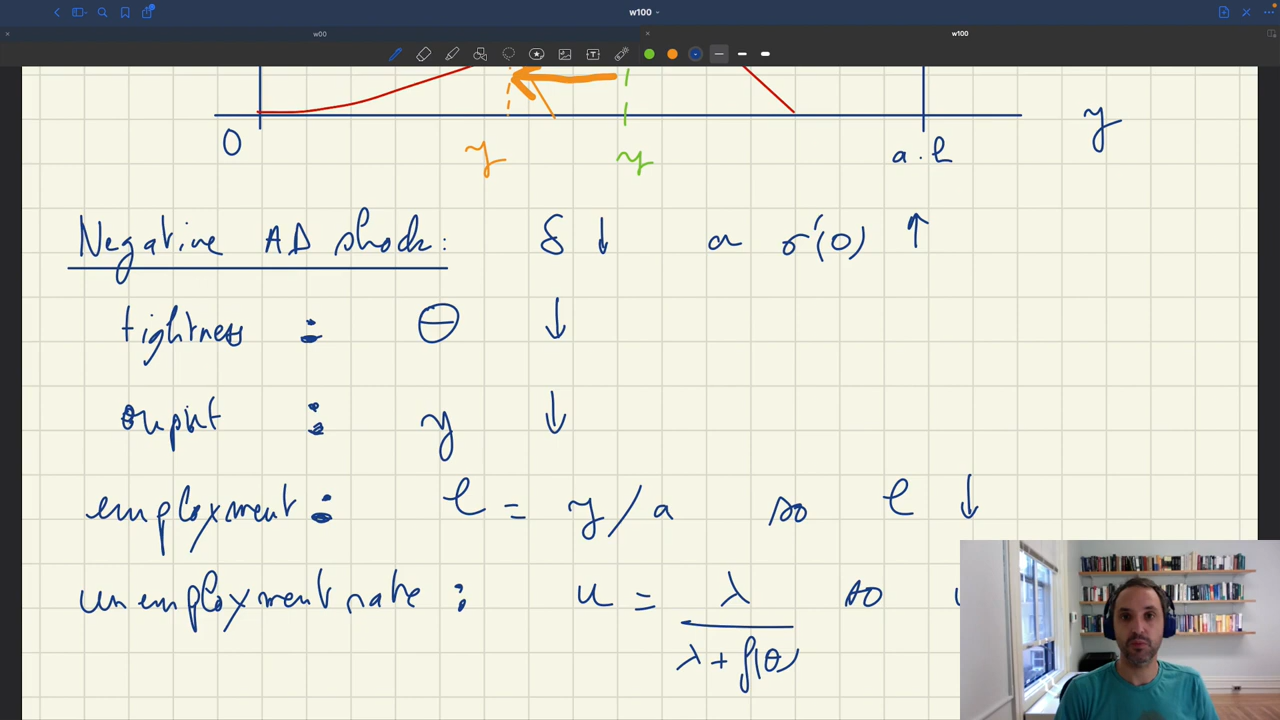 w100
w00
w100
0
y
y
a . h
y
Negative AD shock: δ ↓ or σ'(0) ↑
tightness : θ ↓
output : y ↓
employment : l = y/a so l ↓
unemployment rate : u = λ / λ + f(θ) so